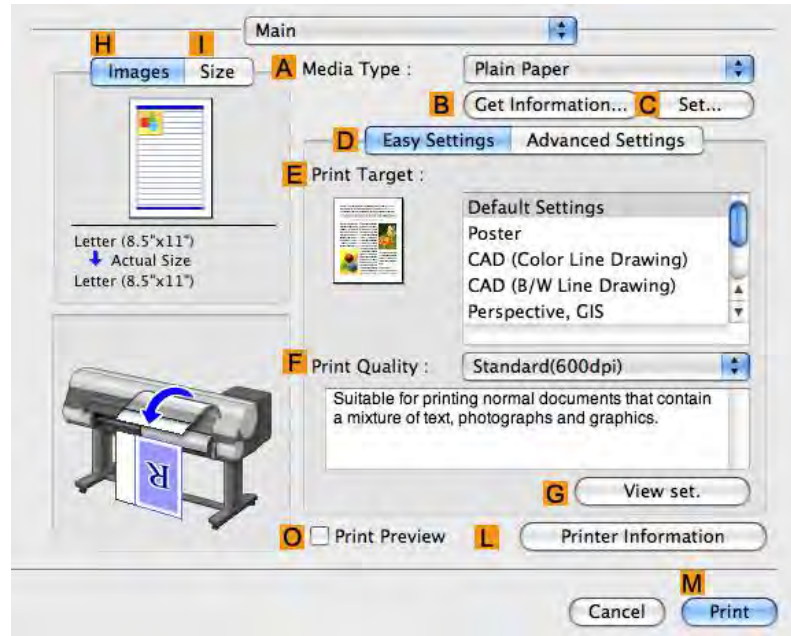 Main
H
I
Images Size
A Media Type : Plain Paper
B Get Information... C Set...
D Easy Settings Advanced Settings
E Print Target :
Default Settings
Poster
CAD (Color Line Drawing)
CAD (B/W Line Drawing)
Perspective, GIS
Letter (8.5"x11")
Actual Size
Letter (8.5"x11")
F Print Quality : Standard(600dpi)
Suitable for printing normal documents that contain
a mixture of text, photographs and graphics.
R
G View set.
O Print Preview L Printer Information
M
Cancel Print